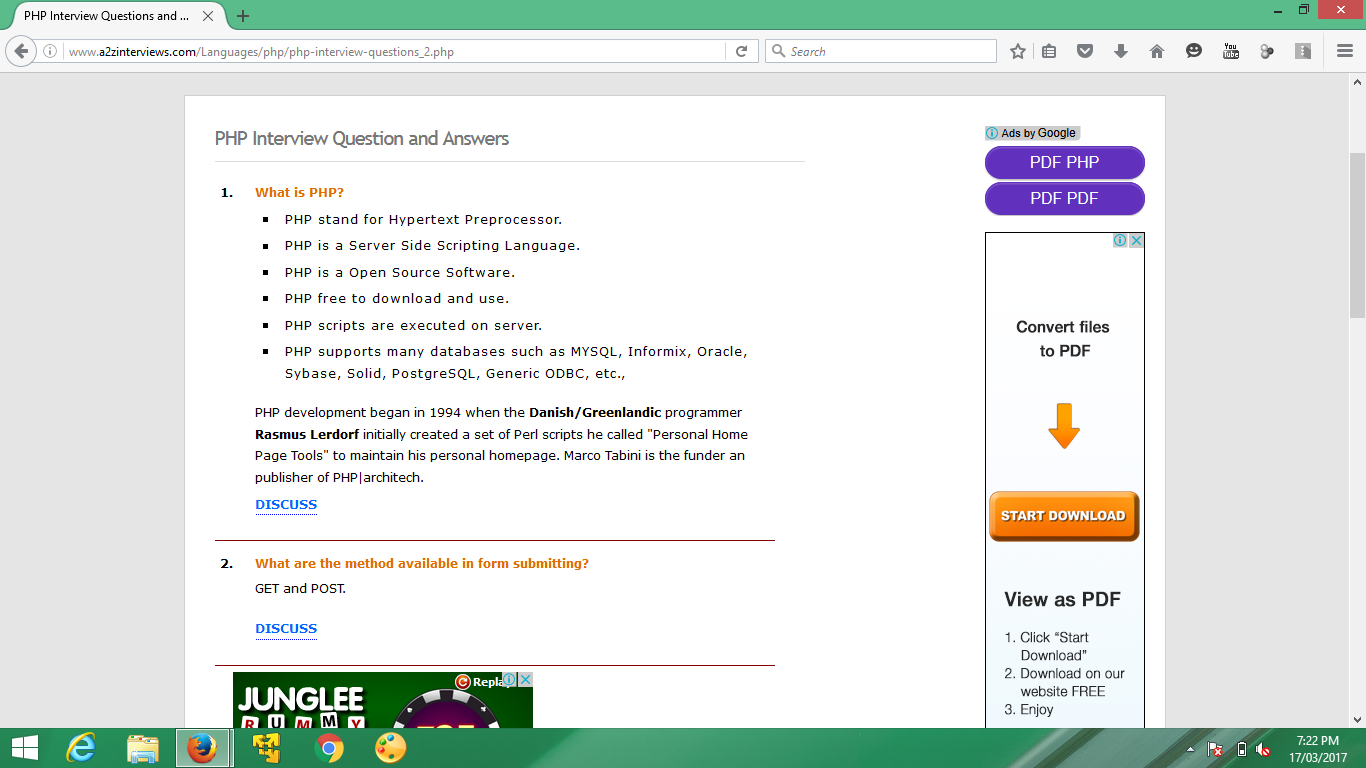 PHP Interview Questions and ...
www.a2zinterviews.com/Languages/php/php-interview-questions_2.php
Search
You
Tube
PHP Interview Question and Answers
1. What is PHP?
PHP stand for Hypertext Preprocessor.
PHP is a Server Side Scripting Language.
PHP is a Open Source Software.
PHP free to download and use.
PHP scripts are executed on server.
PHP supports many databases such as MYSQL, Informix, Oracle,
Sybase, Solid, PostgreSQL, Generic ODBC, etc.,
PHP development began in 1994 when the Danish/Greenlandic programmer
Rasmus Lerdorf initially created a set of Perl scripts he called "Personal Home
Page Tools" to maintain his personal homepage. Marco Tabini is the funder an
publisher of PHP|architech.
DISCUSS
2. What are the method available in form submitting?
GET and POST.
DISCUSS
Replay
JUNGLEE
RUMMY
Ads by Google
PDF PHP
PDF PDF
Convert files
to PDF
START DOWNLOAD
View as PDF
1. Click “Start
Download”
2. Download on our
website FREE
3. Enjoy
7:22 PM
17/03/2017